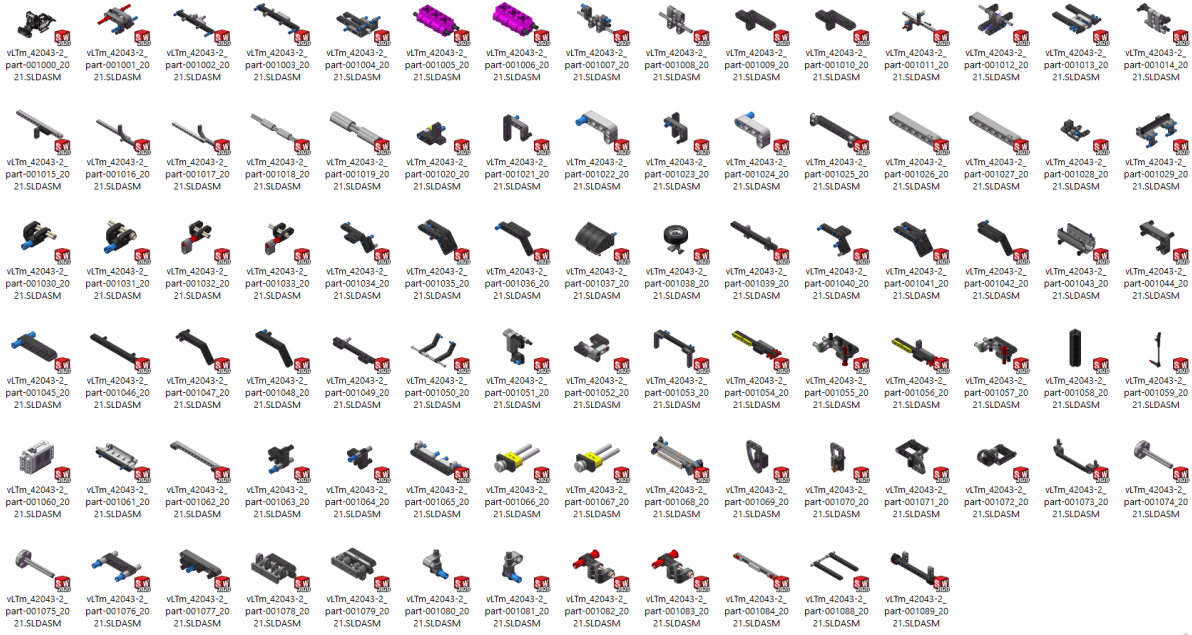 vLTm_42043-2_
part-001000_20
21.SLDASM
vLTm_42043-2_
part-001001_20
21.SLDASM
vLTm_42043-2_
part-001002_20
21.SLDASM
vLTm_42043-2_
part-001003_20
21.SLDASM
vLTm_42043-2_
part-001004_20
21.SLDASM
vLTm_42043-2_
part-001005_20
21.SLDASM
vLTm_42043-2_
part-001006_20
21.SLDASM
vLTm_42043-2_
part-001007_20
21.SLDASM
vLTm_42043-2_
part-001008_20
21.SLDASM
vLTm_42043-2_
part-001009_20
21.SLDASM
vLTm_42043-2_
part-001010_20
21.SLDASM
vLTm_42043-2_
part-001011_20
21.SLDASM
vLTm_42043-2_
part-001012_20
21.SLDASM
vLTm_42043-2_
part-001013_20
21.SLDASM
vLTm_42043-2_
part-001014_20
21.SLDASM
vLTm_42043-2_
part-001015_20
21.SLDASM
vLTm_42043-2_
part-001016_20
21.SLDASM
vLTm_42043-2_
part-001017_20
21.SLDASM
vLTm_42043-2_
part-001018_20
21.SLDASM
vLTm_42043-2_
part-001019_20
21.SLDASM
vLTm_42043-2_
part-001020_20
21.SLDASM
vLTm_42043-2_
part-001021_20
21.SLDASM
vLTm_42043-2_
part-001022_20
21.SLDASM
vLTm_42043-2_
part-001023_20
21.SLDASM
vLTm_42043-2_
part-001024_20
21.SLDASM
vLTm_42043-2_
part-001025_20
21.SLDASM
vLTm_42043-2_
part-001026_20
21.SLDASM
vLTm_42043-2_
part-001027_20
21.SLDASM
vLTm_42043-2_
part-001028_20
21.SLDASM
vLTm_42043-2_
part-001029_20
21.SLDASM
vLTm_42043-2_
part-001030_20
21.SLDASM
vLTm_42043-2_
part-001031_20
21.SLDASM
vLTm_42043-2_
part-001032_20
21.SLDASM
vLTm_42043-2_
part-001033_20
21.SLDASM
vLTm_42043-2_
part-001034_20
21.SLDASM
vLTm_42043-2_
part-001035_20
21.SLDASM
vLTm_42043-2_
part-001036_20
21.SLDASM
vLTm_42043-2_
part-001037_20
21.SLDASM
vLTm_42043-2_
part-001038_20
21.SLDASM
vLTm_42043-2_
part-001039_20
21.SLDASM
vLTm_42043-2_
part-001040_20
21.SLDASM
vLTm_42043-2_
part-001041_20
21.SLDASM
vLTm_42043-2_
part-001042_20
21.SLDASM
vLTm_42043-2_
part-001043_20
21.SLDASM
vLTm_42043-2_
part-001044_20
21.SLDASM
vLTm_42043-2_
part-001045_20
21.SLDASM
vLTm_42043-2_
part-001046_20
21.SLDASM
vLTm_42043-2_
part-001047_20
21.SLDASM
vLTm_42043-2_
part-001048_20
21.SLDASM
vLTm_42043-2_
part-001049_20
21.SLDASM
vLTm_42043-2_
part-001050_20
21.SLDASM
vLTm_42043-2_
part-001051_20
21.SLDASM
vLTm_42043-2_
part-001052_20
21.SLDASM
vLTm_42043-2_
part-001053_20
21.SLDASM
vLTm_42043-2_
part-001054_20
21.SLDASM
vLTm_42043-2_
part-001055_20
21.SLDASM
vLTm_42043-2_
part-001056_20
21.SLDASM
vLTm_42043-2_
part-001057_20
21.SLDASM
vLTm_42043-2_
part-001058_20
21.SLDASM
vLTm_42043-2_
part-001059_20
21.SLDASM
vLTm_42043-2_
part-001060_20
21.SLDASM
vLTm_42043-2_
part-001061_20
21.SLDASM
vLTm_42043-2_
part-001062_20
21.SLDASM
vLTm_42043-2_
part-001063_20
21.SLDASM
vLTm_42043-2_
part-001064_20
21.SLDASM
vLTm_42043-2_
part-001065_20
21.SLDASM
vLTm_42043-2_
part-001066_20
21.SLDASM
vLTm_42043-2_
part-001067_20
21.SLDASM
vLTm_42043-2_
part-001068_20
21.SLDASM
vLTm_42043-2_
part-001069_20
21.SLDASM
vLTm_42043-2_
part-001070_20
21.SLDASM
vLTm_42043-2_
part-001071_20
21.SLDASM
vLTm_42043-2_
part-001072_20
21.SLDASM
vLTm_42043-2_
part-001073_20
21.SLDASM
vLTm_42043-2_
part-001074_20
21.SLDASM
vLTm_42043-2_
part-001075_20
21.SLDASM
vLTm_42043-2_
part-001076_20
21.SLDASM
vLTm_42043-2_
part-001077_20
21.SLDASM
vLTm_42043-2_
part-001078_20
21.SLDASM
vLTm_42043-2_
part-001079_20
21.SLDASM
vLTm_42043-2_
part-001080_20
21.SLDASM
vLTm_42043-2_
part-001081_20
21.SLDASM
vLTm_42043-2_
part-001082_20
21.SLDASM
vLTm_42043-2_
part-001083_20
21.SLDASM
vLTm_42043-2_
part-001084_20
21.SLDASM
vLTm_42043-2_
part-001088_20
21.SLDASM
vLTm_42043-2_
part-001089_20
21.SLDASM